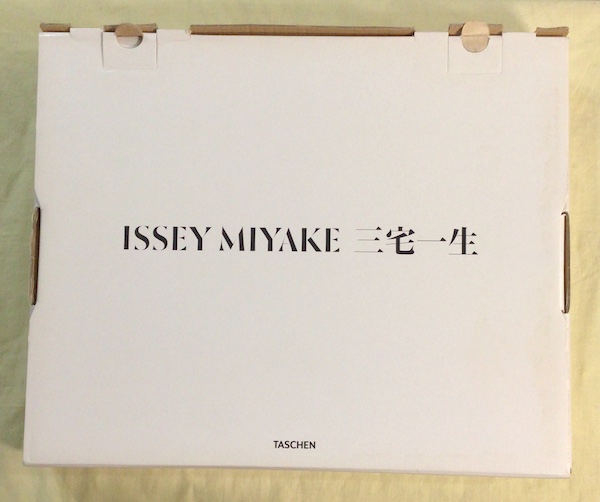 ISSEY MIYAKE 三宅一生
TASCHEN